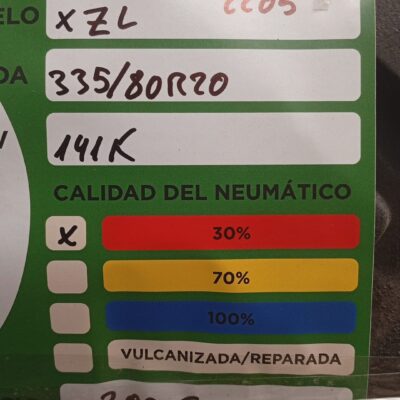 ELO XZL
DA 335/80R20
141K
CALIDAD DEL NEUMÁTICO
X 30%
70%
100%
VULCANIZADA/REPARADA